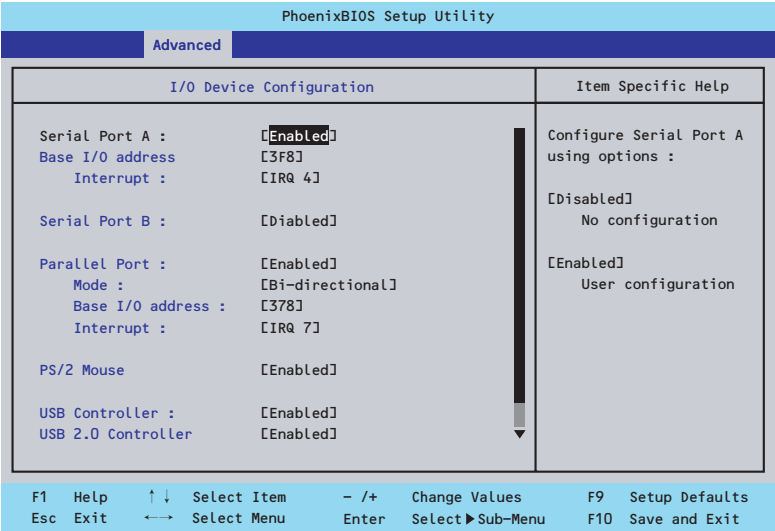 PhoenixBIOS Setup Utility
Advanced
I/O Device Configuration
Serial Port A : [Enabled]
Base I/O address [3F8]
Interrupt : [IRQ 4]
Serial Port B : [Diabled]
Parallel Port : [Enabled]
Mode : [Bi-directional]
Base I/O address : [378]
Interrupt : [IRQ 7]
PS/2 Mouse [Enabled]
USB Controller : [Enabled]
USB 2.0 Controller [Enabled]
Item Specific Help
Configure Serial Port A
using options :
[Disabled]
No configuration
[Enabled]
User configuration
F1 Help ↑↓ Select Item - /+ Change Values F9 Setup Defaults
Esc Exit ←→ Select Menu Enter Select ▶ Sub-Menu F10 Save and Exit